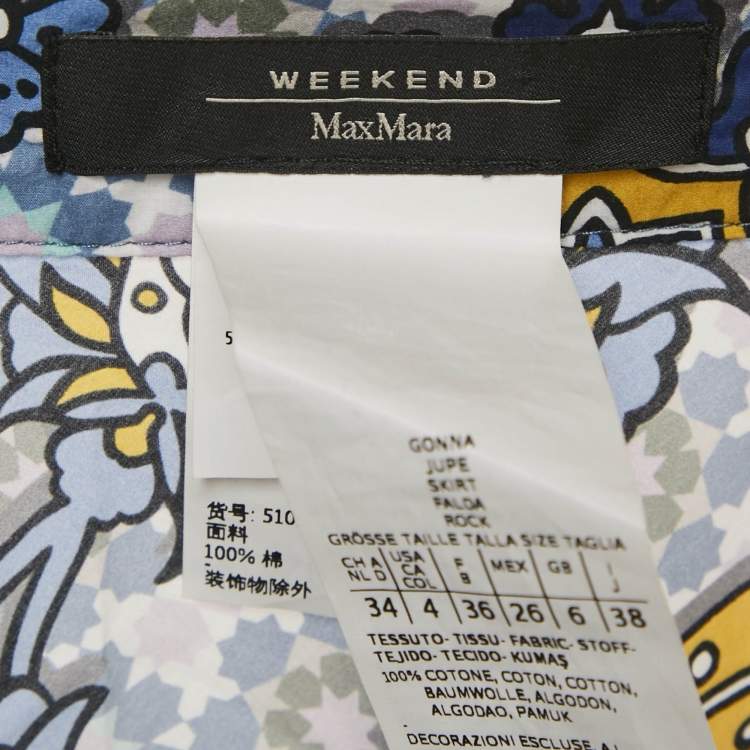 WEEKEND
MaxMara
5
GONNA
JUPE
SKIRT
FALDA
ROCK
货号: 510
面料
100% 棉
装饰物除外
GRÖSSE TAILLE TALLA SIZE TAGLIA
CH A USA F MEX GB I
NL D CA B J
COL
34 4 36 26 6 38
TESSUTO- TISSU- FABRIC- STOFF-
TEJIDO- TECIDO- KUMAŞ
100% COTONE, COTON, COTTON,
BAUMWOLLE, ALGODON,
ALGODAO, PAMUK
DECORAZIONI ESCLUSE